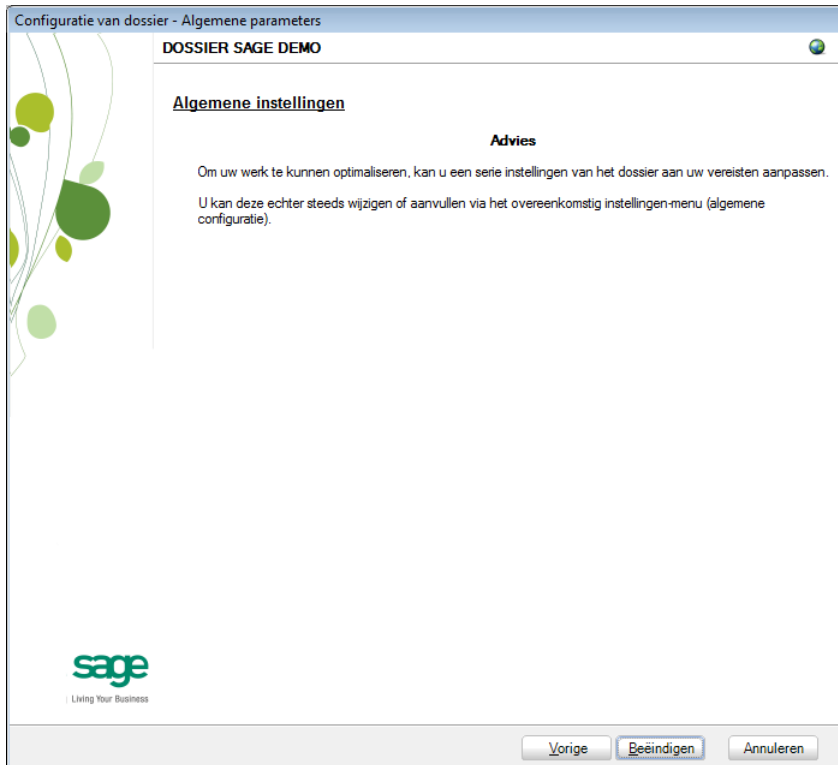 Configuratie van dossier - Algemene parameters
DOSSIER SAGE DEMO
Algemene instellingen
Advies
Om uw werk te kunnen optimaliseren, kan u een serie instellingen van het dossier aan uw vereisten aanpassen.
U kan deze echter steeds wijzigen of aanvullen via het overeenkomstig instellingen-menu (algemene
configuratie).
sage
Living Your Business
Vorige
Beëindigen
Annuleren